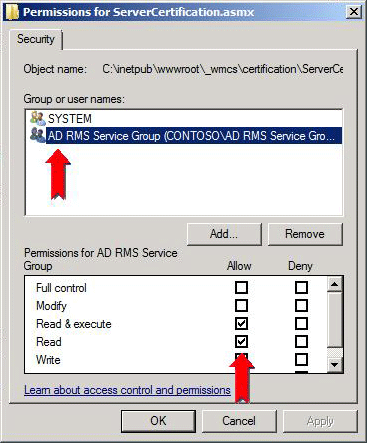 Permissions for ServerCertification.asmx
Security
Object name: C:\inetpub\wwwroot\_wmcs\certification\ServerCe
Group or user names:
SYSTEM
AD RMS Service Group (CONTOSO\AD RMS Service Gro...
Add... Remove
Permissions for AD RMS Service
Group Allow Deny
Full control
Modify
Read & execute
Read
Write
Learn about access control and permissions
OK Cancel Apply